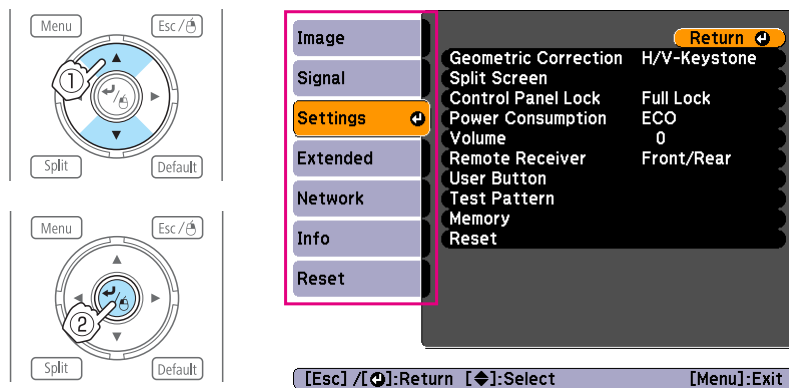 Menu
Esc/
1
Split
Default
Menu
Esc/
2
Split
Default
Image
Signal
Settings
Extended
Network
Info
Reset
Return
Geometric Correction H/V-Keystone
Split Screen
Control Panel Lock Full Lock
Power Consumption ECO
Volume 0
Remote Receiver Front/Rear
User Button
Test Pattern
Memory
Reset
[Esc] /[ ]:Return [ ]:Select [Menu]:Exit